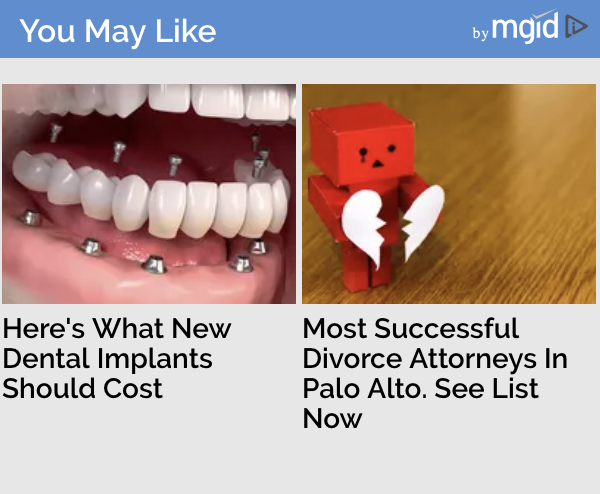 You May Like
by mgid
Here's What New
Dental Implants
Should Cost
Most Successful
Divorce Attorneys In
Palo Alto. See List
Now